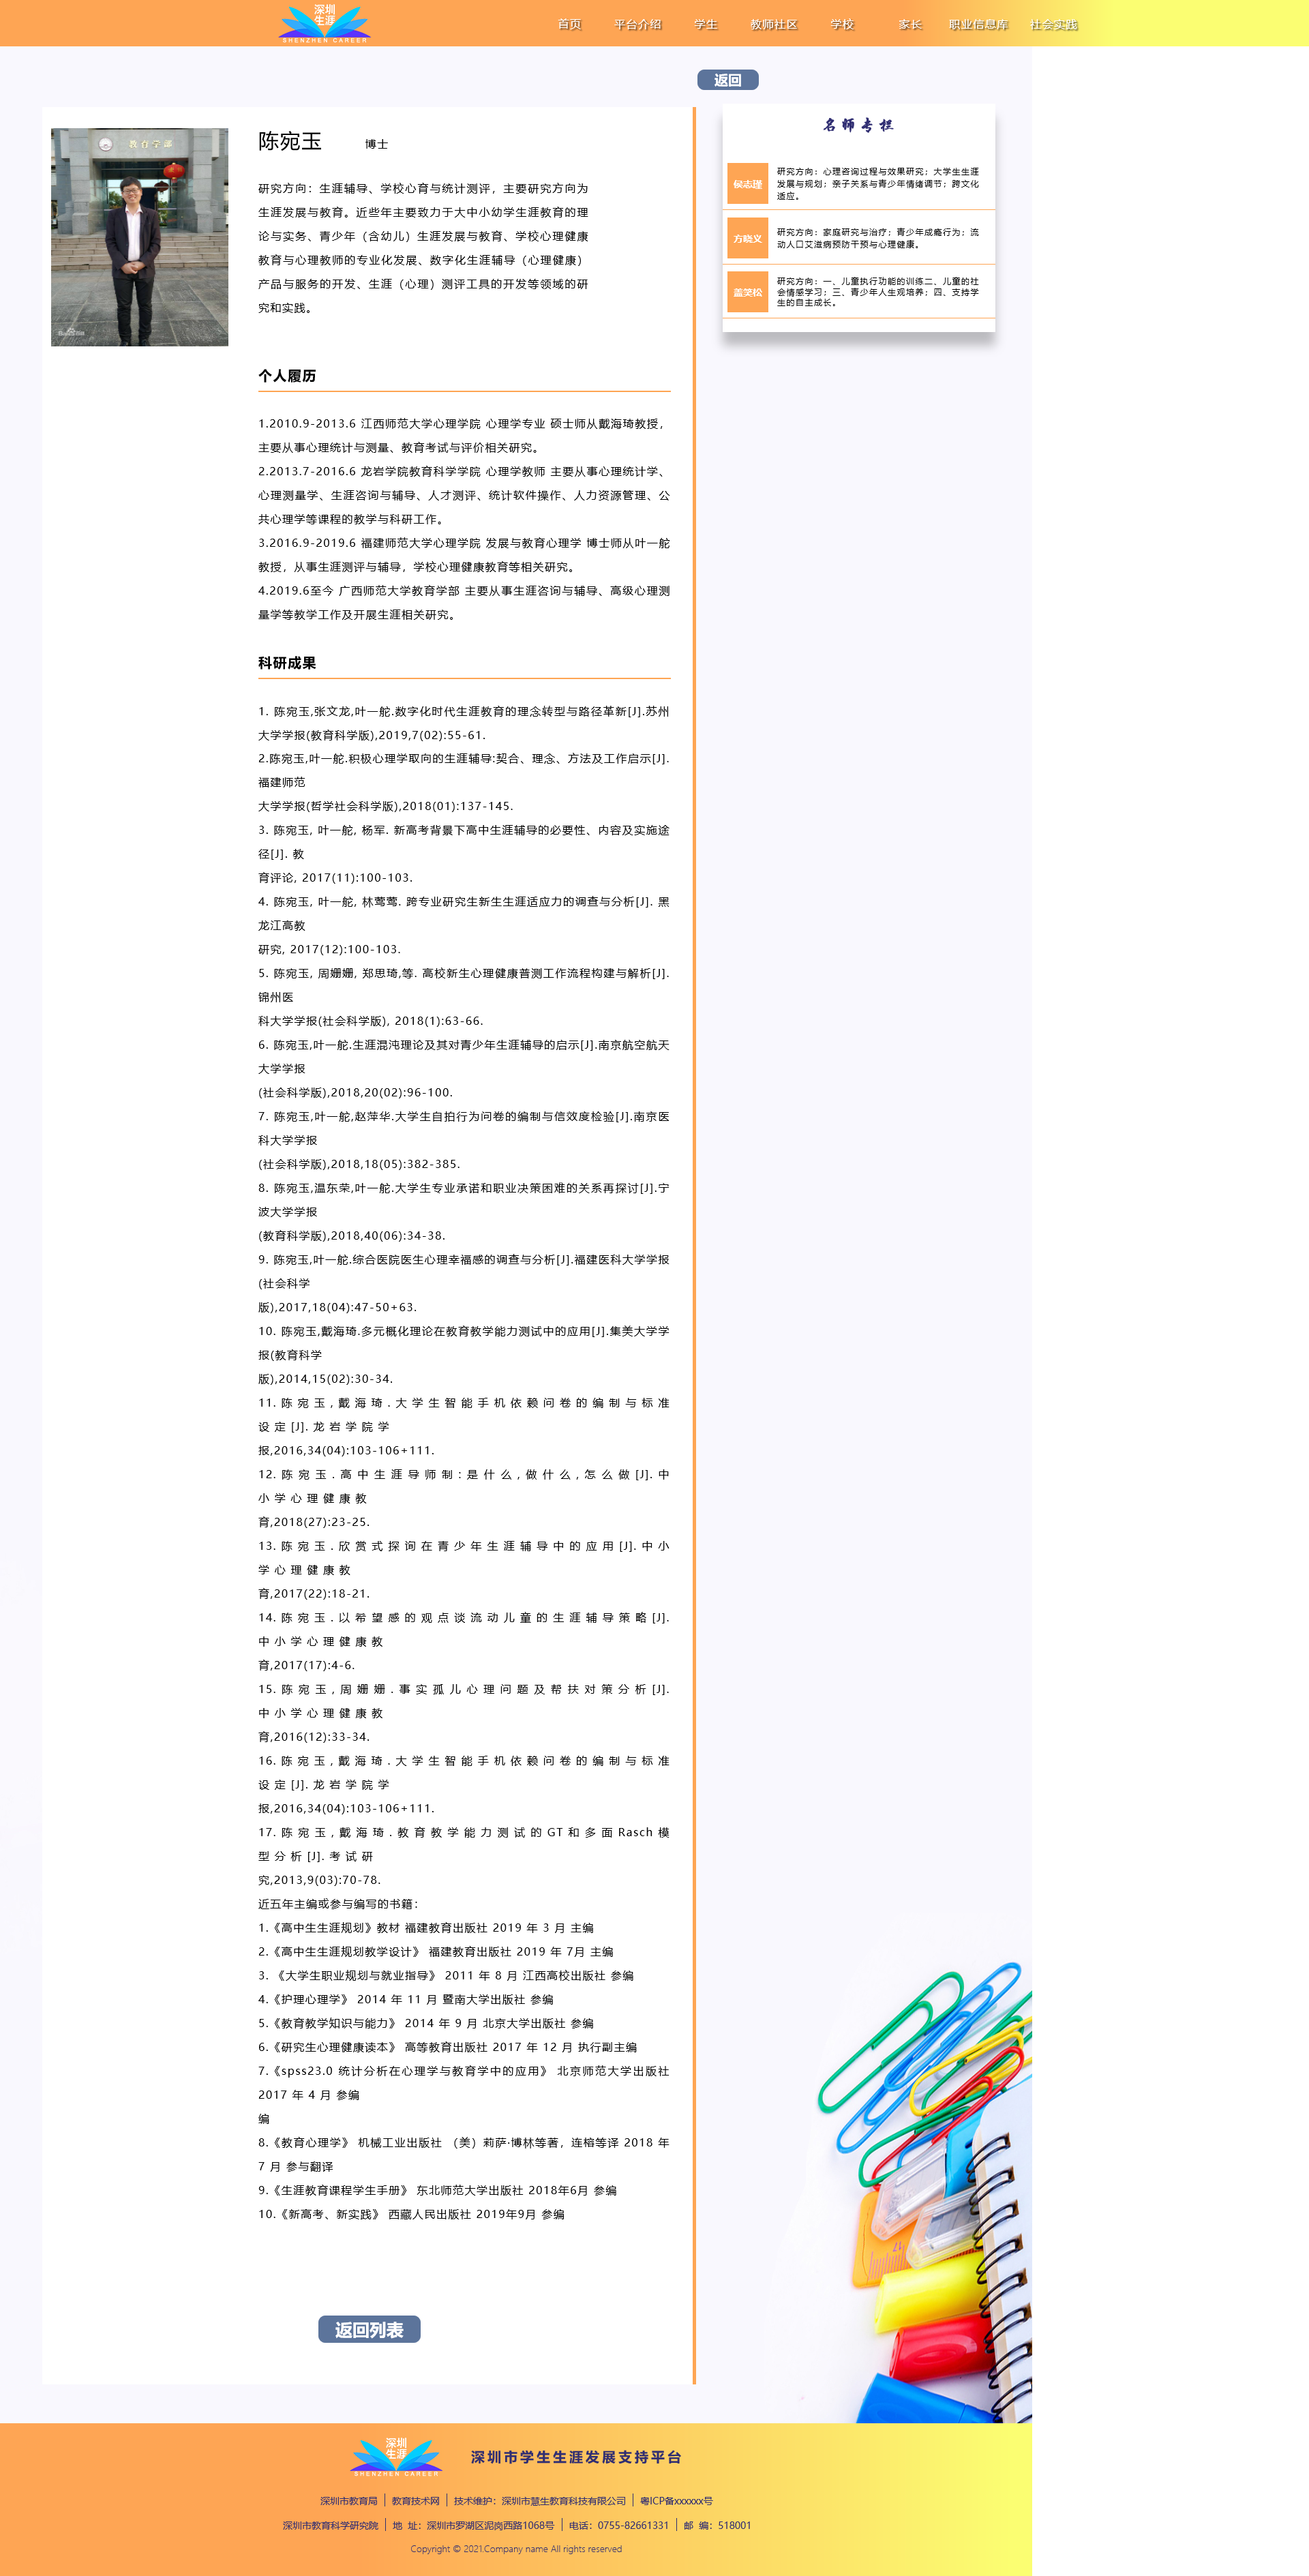 深圳
生涯
SHENZHEN CAREER
首页 平台介绍 学生 教师社区 学校 家长 职业信息库 社会实践
返回
陈宛玉 博士
教育学部
研究方向：生涯辅导、学校心育与统计测评，主要研究方向为
生涯发展与教育。近些年主要致力于大中小幼学生涯教育的理
论与实务、青少年（含幼儿）生涯发展与教育、学校心理健康
教育与心理教师的专业化发展、数字化生涯辅导（心理健康）
产品与服务的开发、生涯（心理）测评工具的开发等领域的研
究和实践。
名师专栏
侯志瑾
研究方向：心理咨询过程与效果研究；大学生生涯
发展与规划；亲子关系与青少年情绪调节；跨文化
适应。
方晓义
研究方向：家庭研究与治疗；青少年成瘾行为；流
动人口艾滋病预防干预与心理健康。
盖笑松
研究方向：一、儿童执行功能的训练二、儿童的社
会情感学习；三、青少年人生观培养；四、支持学
生的自主成长。
个人履历
1.2010.9-2013.6 江西师范大学心理学院 心理学专业 硕士师从戴海琦教授，
主要从事心理统计与测量、教育考试与评价相关研究。
2.2013.7-2016.6 龙岩学院教育科学学院 心理学教师 主要从事心理统计学、
心理测量学、生涯咨询与辅导、人才测评、统计软件操作、人力资源管理、公
共心理学等课程的教学与科研工作。
3.2016.9-2019.6 福建师范大学心理学院 发展与教育心理学 博士师从叶一舵
教授，从事生涯测评与辅导，学校心理健康教育等相关研究。
4.2019.6至今 广西师范大学教育学部 主要从事生涯咨询与辅导、高级心理测
量学等教学工作及开展生涯相关研究。
科研成果
1. 陈宛玉,张文龙,叶一舵.数字化时代生涯教育的理念转型与路径革新[J].苏州
大学学报(教育科学版),2019,7(02):55-61.
2.陈宛玉,叶一舵.积极心理学取向的生涯辅导:契合、理念、方法及工作启示[J].
福建师范
大学学报(哲学社会科学版),2018(01):137-145.
3. 陈宛玉, 叶一舵, 杨军. 新高考背景下高中生涯辅导的必要性、内容及实施途
径[J]. 教
育评论, 2017(11):100-103.
4. 陈宛玉, 叶一舵, 林莺莺. 跨专业研究生新生生涯适应力的调查与分析[J]. 黑
龙江高教
研究, 2017(12):100-103.
5. 陈宛玉, 周姗姗, 郑思琦,等. 高校新生心理健康普测工作流程构建与解析[J].
锦州医
科大学学报(社会科学版), 2018(1):63-66.
6. 陈宛玉,叶一舵.生涯混沌理论及其对青少年生涯辅导的启示[J].南京航空航天
大学学报
(社会科学版),2018,20(02):96-100.
7. 陈宛玉,叶一舵,赵萍华.大学生自拍行为问卷的编制与信效度检验[J].南京医
科大学学报
(社会科学版),2018,18(05):382-385.
8. 陈宛玉,温东荣,叶一舵.大学生专业承诺和职业决策困难的关系再探讨[J].宁
波大学学报
(教育科学版),2018,40(06):34-38.
9. 陈宛玉,叶一舵.综合医院医生心理幸福感的调查与分析[J].福建医科大学学报
(社会科学
版),2017,18(04):47-50+63.
10. 陈宛玉,戴海琦.多元概化理论在教育教学能力测试中的应用[J].集美大学学
报(教育科学
版),2014,15(02):30-34.
11. 陈 宛 玉 , 戴 海 琦 . 大 学 生 智 能 手 机 依 赖 问 卷 的 编 制 与 标 准
设 定 [J]. 龙 岩 学 院 学
报,2016,34(04):103-106+111.
12. 陈 宛 玉 . 高 中 生 涯 导 师 制 : 是 什 么 , 做 什 么 , 怎 么 做 [J]. 中
小 学 心 理 健 康 教
育,2018(27):23-25.
13. 陈 宛 玉 . 欣 赏 式 探 询 在 青 少 年 生 涯 辅 导 中 的 应 用 [J]. 中 小
学 心 理 健 康 教
育,2017(22):18-21.
14. 陈 宛 玉 . 以 希 望 感 的 观 点 谈 流 动 儿 童 的 生 涯 辅 导 策 略 [J].
中 小 学 心 理 健 康 教
育,2017(17):4-6.
15. 陈 宛 玉 , 周 姗 姗 . 事 实 孤 儿 心 理 问 题 及 帮 扶 对 策 分 析 [J].
中 小 学 心 理 健 康 教
育,2016(12):33-34.
16. 陈 宛 玉 , 戴 海 琦 . 大 学 生 智 能 手 机 依 赖 问 卷 的 编 制 与 标 准
设 定 [J]. 龙 岩 学 院 学
报,2016,34(04):103-106+111.
17. 陈 宛 玉 , 戴 海 琦 . 教 育 教 学 能 力 测 试 的 GT 和 多 面 Rasch 模
型 分 析 [J]. 考 试 研
究,2013,9(03):70-78.
近五年主编或参与编写的书籍：
1.《高中生生涯规划》教材 福建教育出版社 2019 年 3 月 主编
2.《高中生生涯规划教学设计》 福建教育出版社 2019 年 7月 主编
3. 《大学生职业规划与就业指导》 2011 年 8 月 江西高校出版社 参编
4.《护理心理学》 2014 年 11 月 暨南大学出版社 参编
5.《教育教学知识与能力》 2014 年 9 月 北京大学出版社 参编
6.《研究生心理健康读本》 高等教育出版社 2017 年 12 月 执行副主编
7.《spss23.0 统计分析在心理学与教育学中的应用》 北京师范大学出版社
2017 年 4 月 参编
编
8.《教育心理学》 机械工业出版社 （美）莉萨·博林等著，连榕等译 2018 年
7 月 参与翻译
9.《生涯教育课程学生手册》 东北师范大学出版社 2018年6月 参编
10.《新高考、新实践》 西藏人民出版社 2019年9月 参编
返回列表
深圳
生涯
SHENZHEN CAREER
深圳市学生生涯发展支持平台
深圳市教育局 | 教育技术网 | 技术维护：深圳市慧生教育科技有限公司 | 粤ICP备xxxxxx号
深圳市教育科学研究院 | 地 址：深圳市罗湖区泥岗西路1068号 | 电话：0755-82661331 | 邮 编：518001
Copyright © 2021.Company name All rights reserved